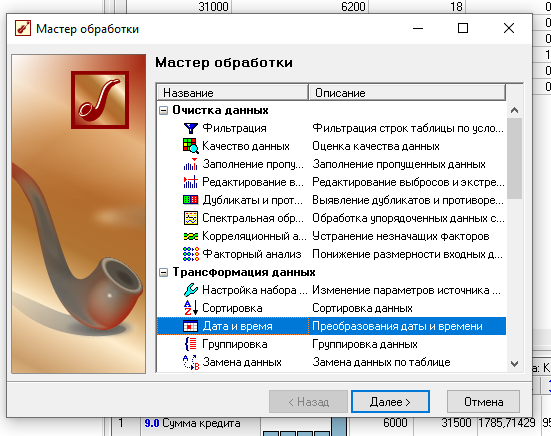 31000 6200 18
Мастер обработки
Мастер обработки
Название Описание
Очистка данных
Фильтрация Фильтрация строк таблицы по усло...
Качество данных Оценка качества данных
Заполнение пропу... Заполнение пропущенных данных
Редактирование в... Редактирование выбросов и экстре...
Дубликаты и прот... Выявление дубликатов и противоре...
Спектральная обр... Обработка упорядоченных данных с...
Корреляционный а... Устранение незначащих факторов
Факторный анализ Понижение размерности входных д...
Трансформация данных
Настройка набора ... Изменение параметров источника ...
Сортировка Сортировка данных
Дата и время Преобразования даты и времени
Группировка Группировка данных
Замена данных Замена данных по таблице
< Назад Далее > Отмена
1 9.0 Сумма кредита 6000 31500 1785,71429